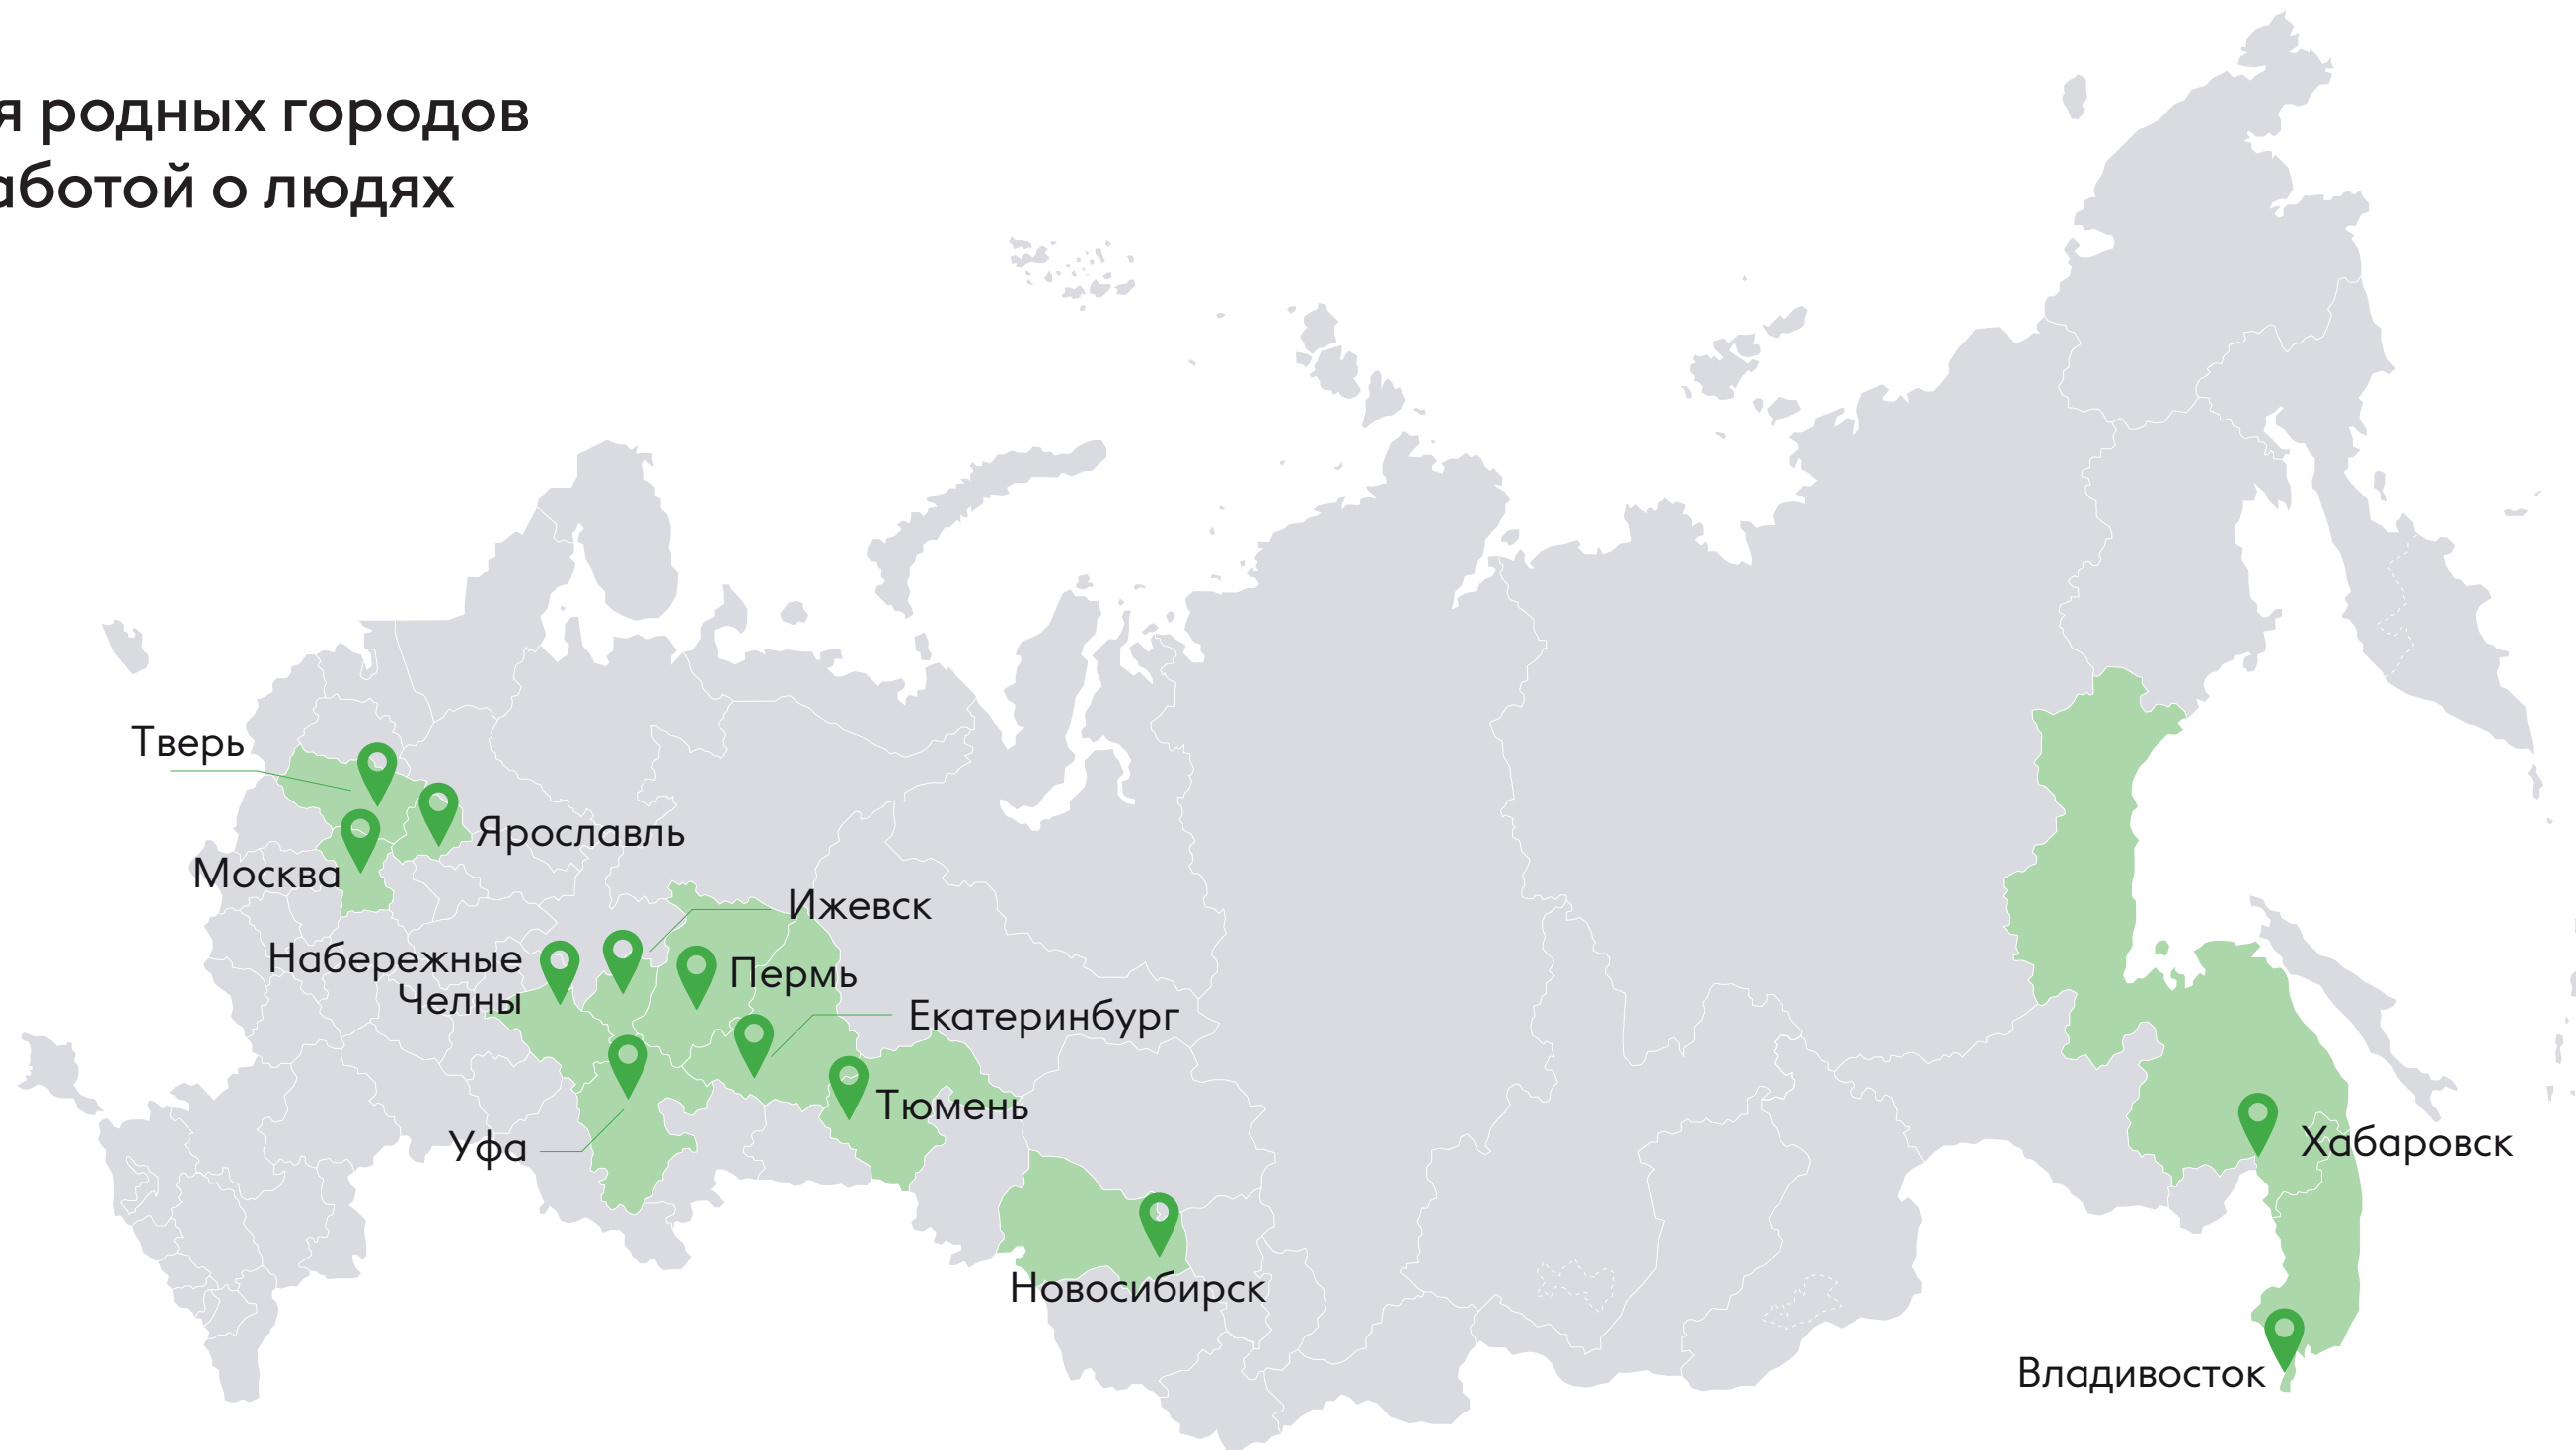 я родных городов
аботой о людях
Тверь
Ярославль
Москва
Ижевск
Набережные
Челны
Пермь
Екатеринбург
Тюмень
Уфа
Хабаровск
Новосибирск
Владивосток